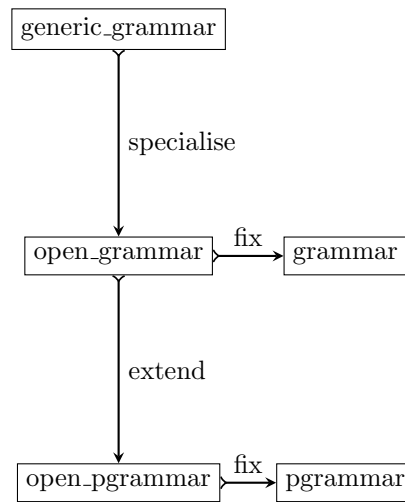 generic_grammar
specialise
open_grammar
fix
grammar
extend
open_pgrammar
fix
pgrammar